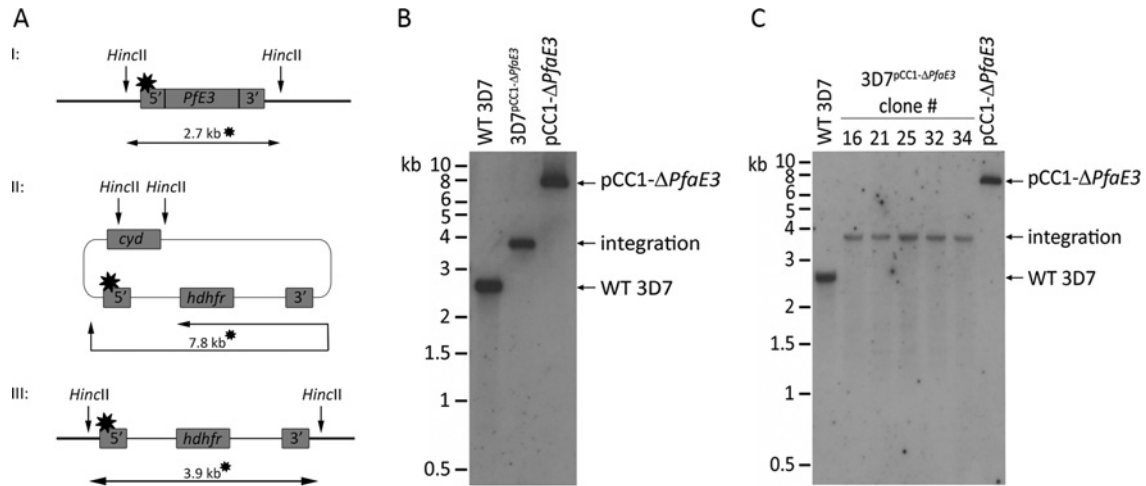 A
I:
HincII HincII
5' PfE3 3'
2.7 kb
II:
HincII HincII
cyd
5' hdhfr 3'
7.8 kb
III:
HincII HincII
5' hdhfr 3'
3.9 kb
B
WT 3D7
3D7pCC1-ΔPfaE3
pCC1-ΔPfaE3
kb
10
8
6
5
4
3
2
1.5
1
0.5
pCC1-ΔPfaE3
integration
WT 3D7
C
WT 3D7
3D7pCC1-ΔPfaE3
clone #
16 21 25 32 34
pCC1-ΔPfaE3
kb
10
8
6
5
4
3
2
1.5
1
0.5
pCC1-ΔPfaE3
integration
WT 3D7